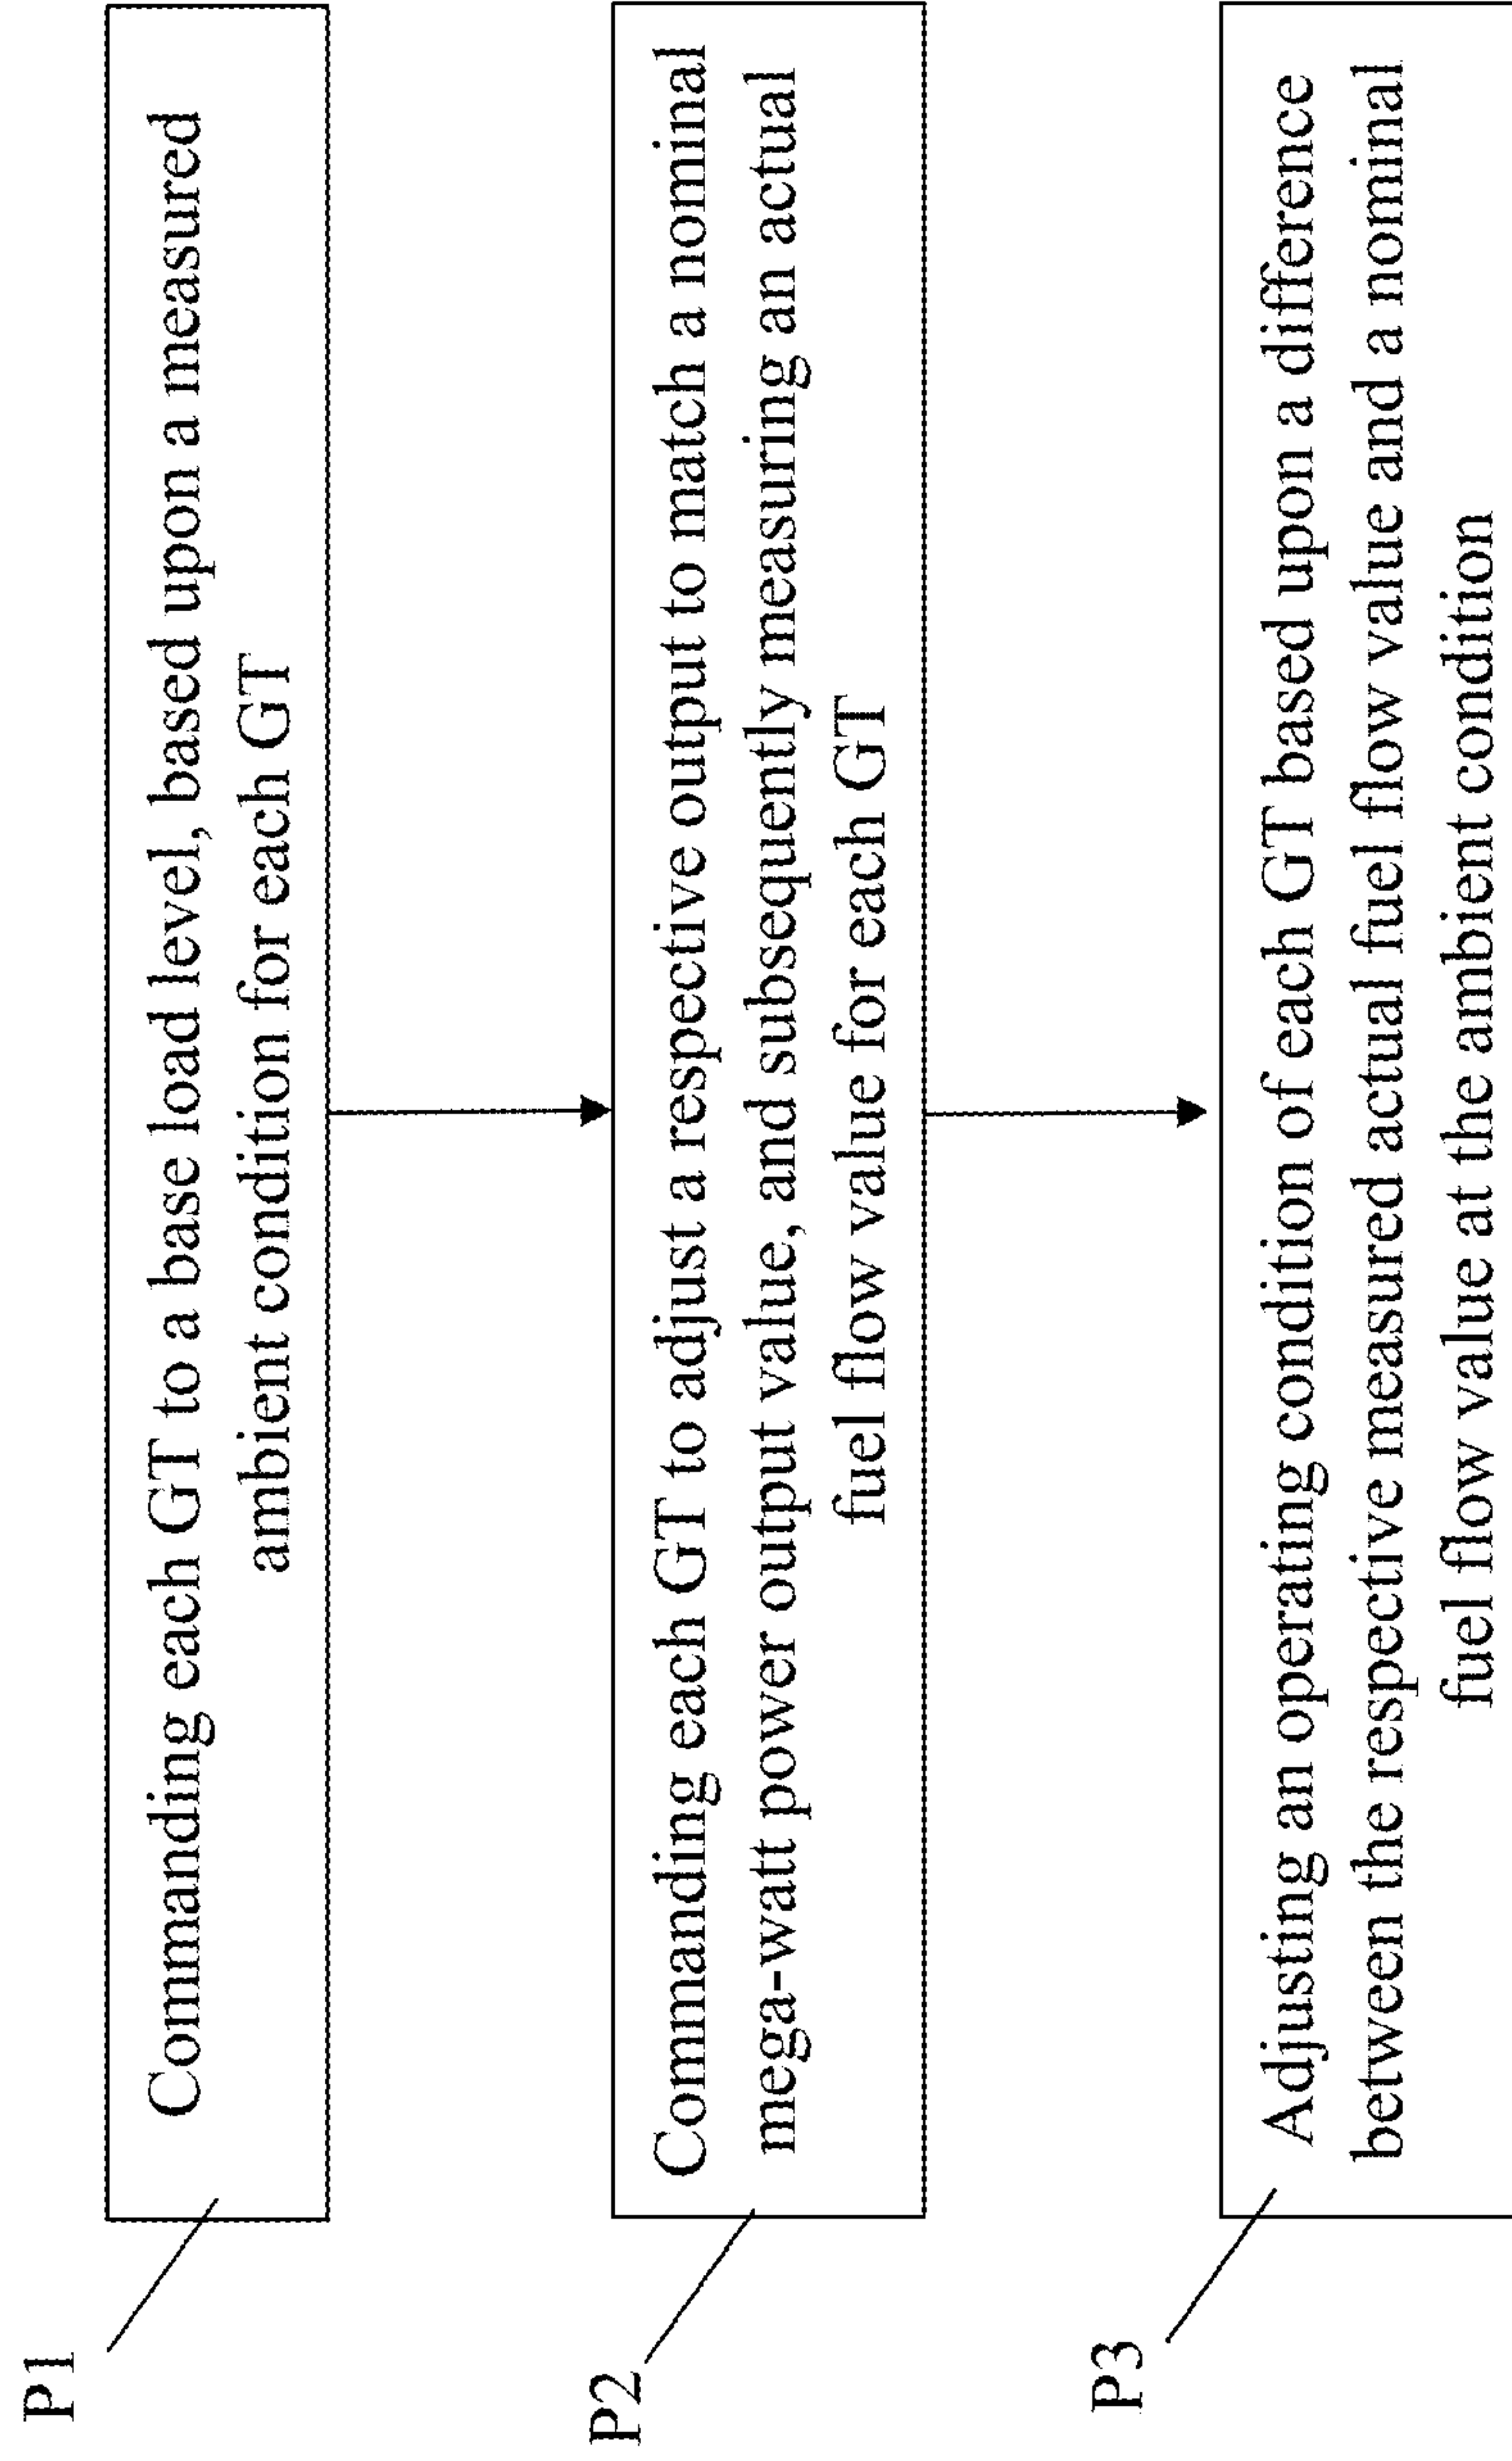 P1
Commanding each GT to a base load level, based upon a measured
ambient condition for each GT
P2
Commanding each GT to adjust a respective output to match a nominal
mega-watt power output value, and subsequently measuring an actual
fuel flow value for each GT
P3
Adjusting an operating condition of each GT based upon a difference
between the respective measured actual fuel flow value and a nominal
fuel flow value at the ambient condition